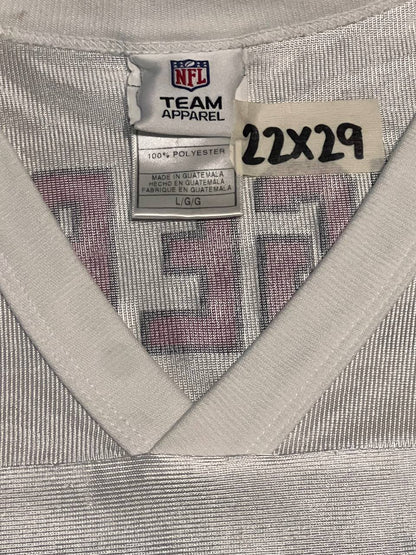 NFL
TEAM
APPAREL
22X29
100% POLYESTER
MADE IN GUATEMALA
HECHO EN GUATEMALA
FABRIQUE EN GUATEMALA
L/G/G